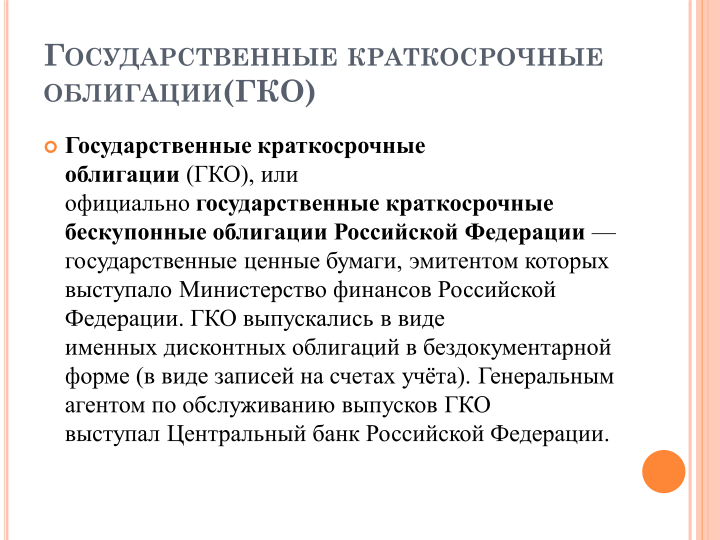 Государственные краткосрочные
облигации(ГКО)
Государственные краткосрочные
облигации (ГКО), или
официально государственные краткосрочные
бескупонные облигации Российской Федерации —
государственные ценные бумаги, эмитентом которых
выступало Министерство финансов Российской
Федерации. ГКО выпускались в виде
именных дисконтных облигаций в бездокументарной
форме (в виде записей на счетах учёта). Генеральным
агентом по обслуживанию выпусков ГКО
выступал Центральный банк Российской Федерации.